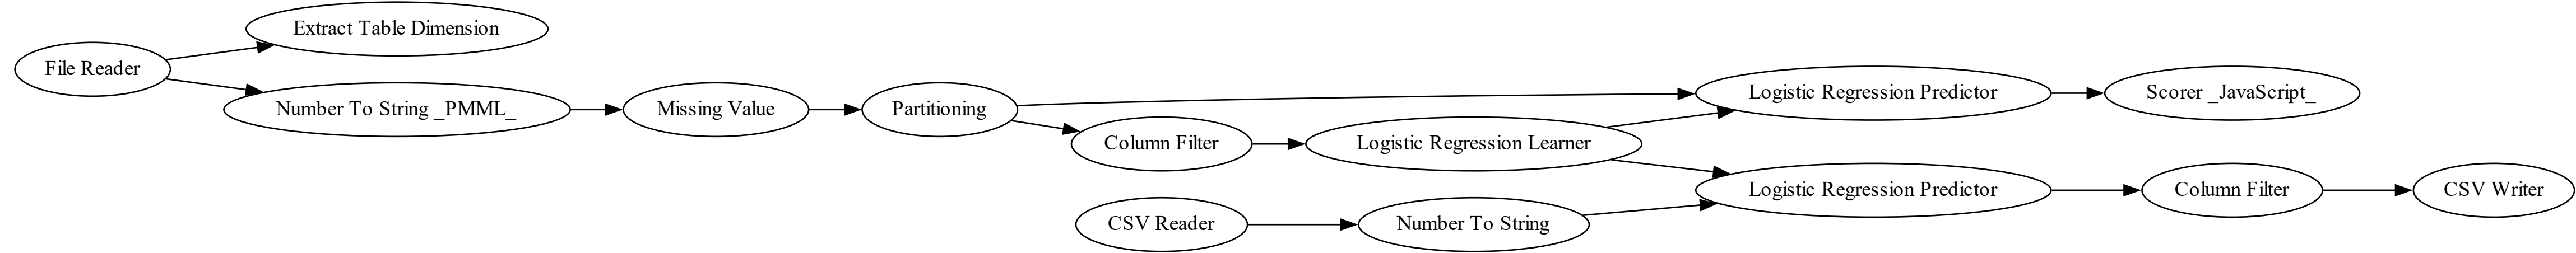 File Reader
Extract Table Dimension
Number To String _PMML_
Missing Value
Partitioning
Column Filter
Logistic Regression Learner
Logistic Regression Predictor
Scorer _JavaScript_
CSV Reader
Number To String
Logistic Regression Predictor
Column Filter
CSV Writer